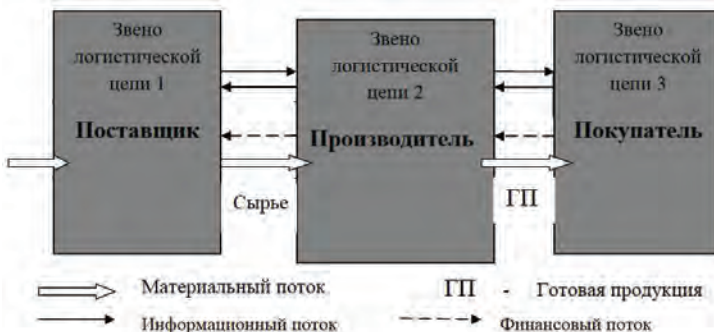 Звено
логистической
цепи 1
Поставщик
Звено
логистической
цепи 2
Производитель
Звено
логистической
цепи 3
Покупатель
Сырье
ГП
Материальный поток
ГП - Готовая продукция
Информационный поток
Финансовый поток